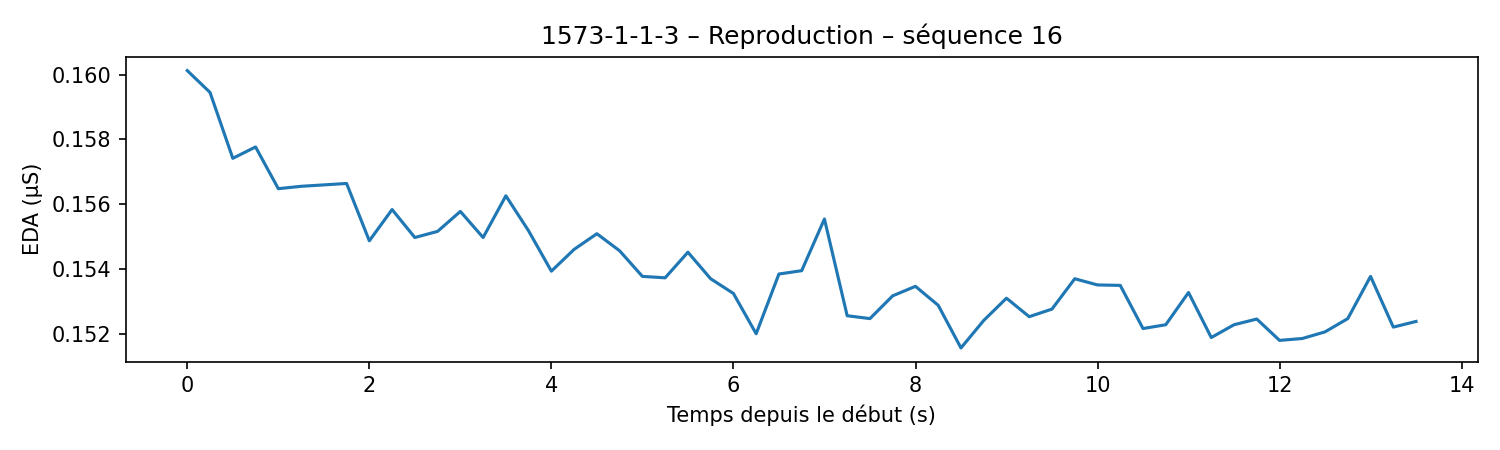 1573-1-1-3 – Reproduction – séquence 16
EDA (µS)
0.160
0.158
0.156
0.154
0.152
0 2 4 6 8 10 12 14
Temps depuis le début (s)